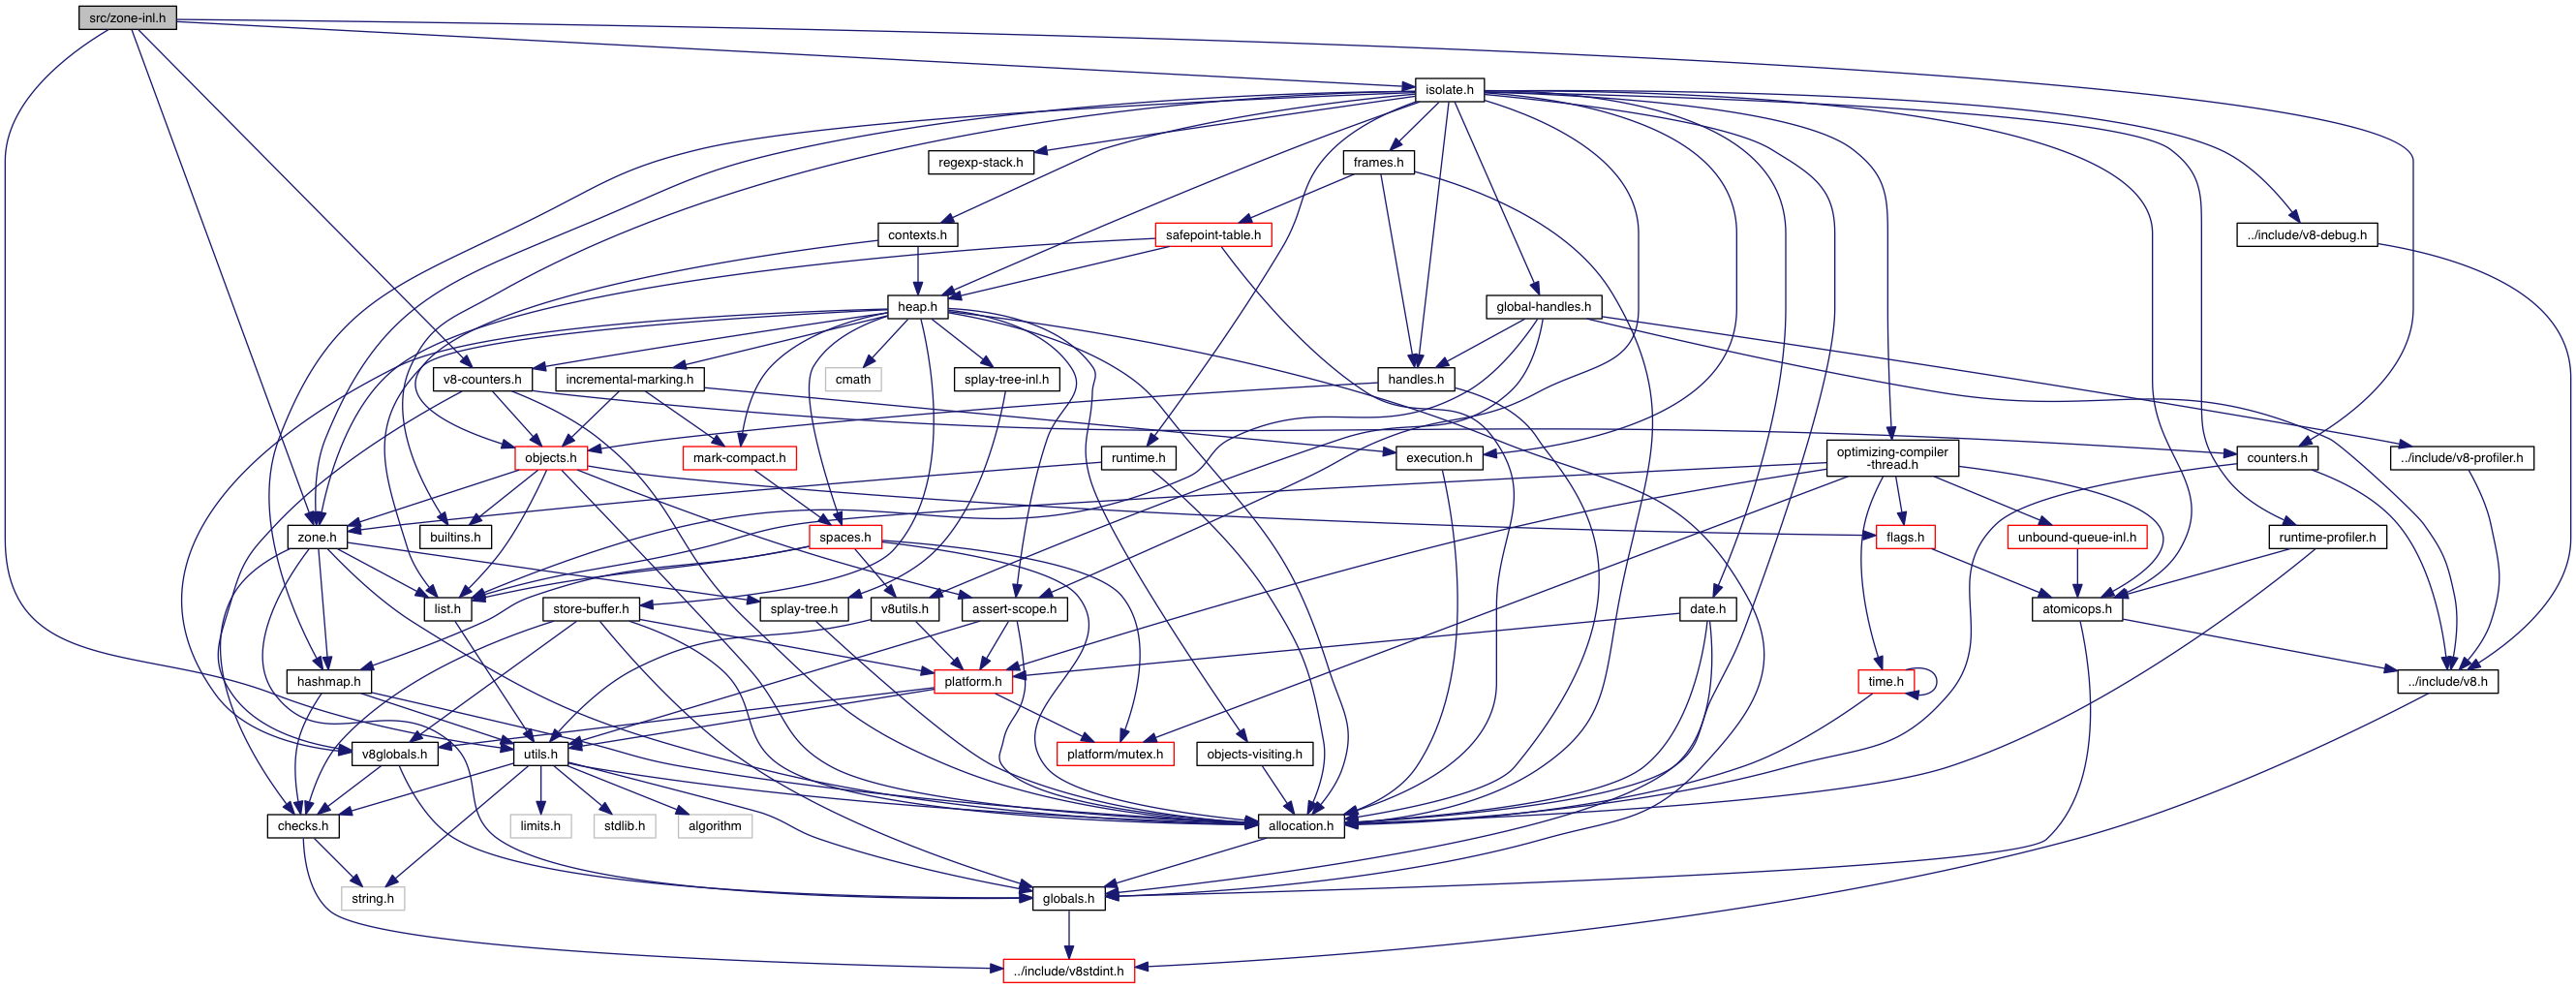 src/zone-inl.h
isolate.h
regexp-stack.h
frames.h
contexts.h
safepoint-table.h
../include/v8-debug.h
heap.h
global-handles.h
v8-counters.h
incremental-marking.h
cmath
splay-tree-inl.h
handles.h
objects.h
mark-compact.h
runtime.h
execution.h
optimizing-compiler
-thread.h
counters.h
../include/v8-profiler.h
zone.h
builtins.h
spaces.h
flags.h
unbound-queue-inl.h
runtime-profiler.h
list.h
store-buffer.h
splay-tree.h
v8utils.h
assert-scope.h
date.h
atomicops.h
hashmap.h
platform.h
time.h
../include/v8.h
v8globals.h
utils.h
platform/mutex.h
objects-visiting.h
checks.h
limits.h
stdlib.h
algorithm
allocation.h
string.h
globals.h
../include/v8stdint.h